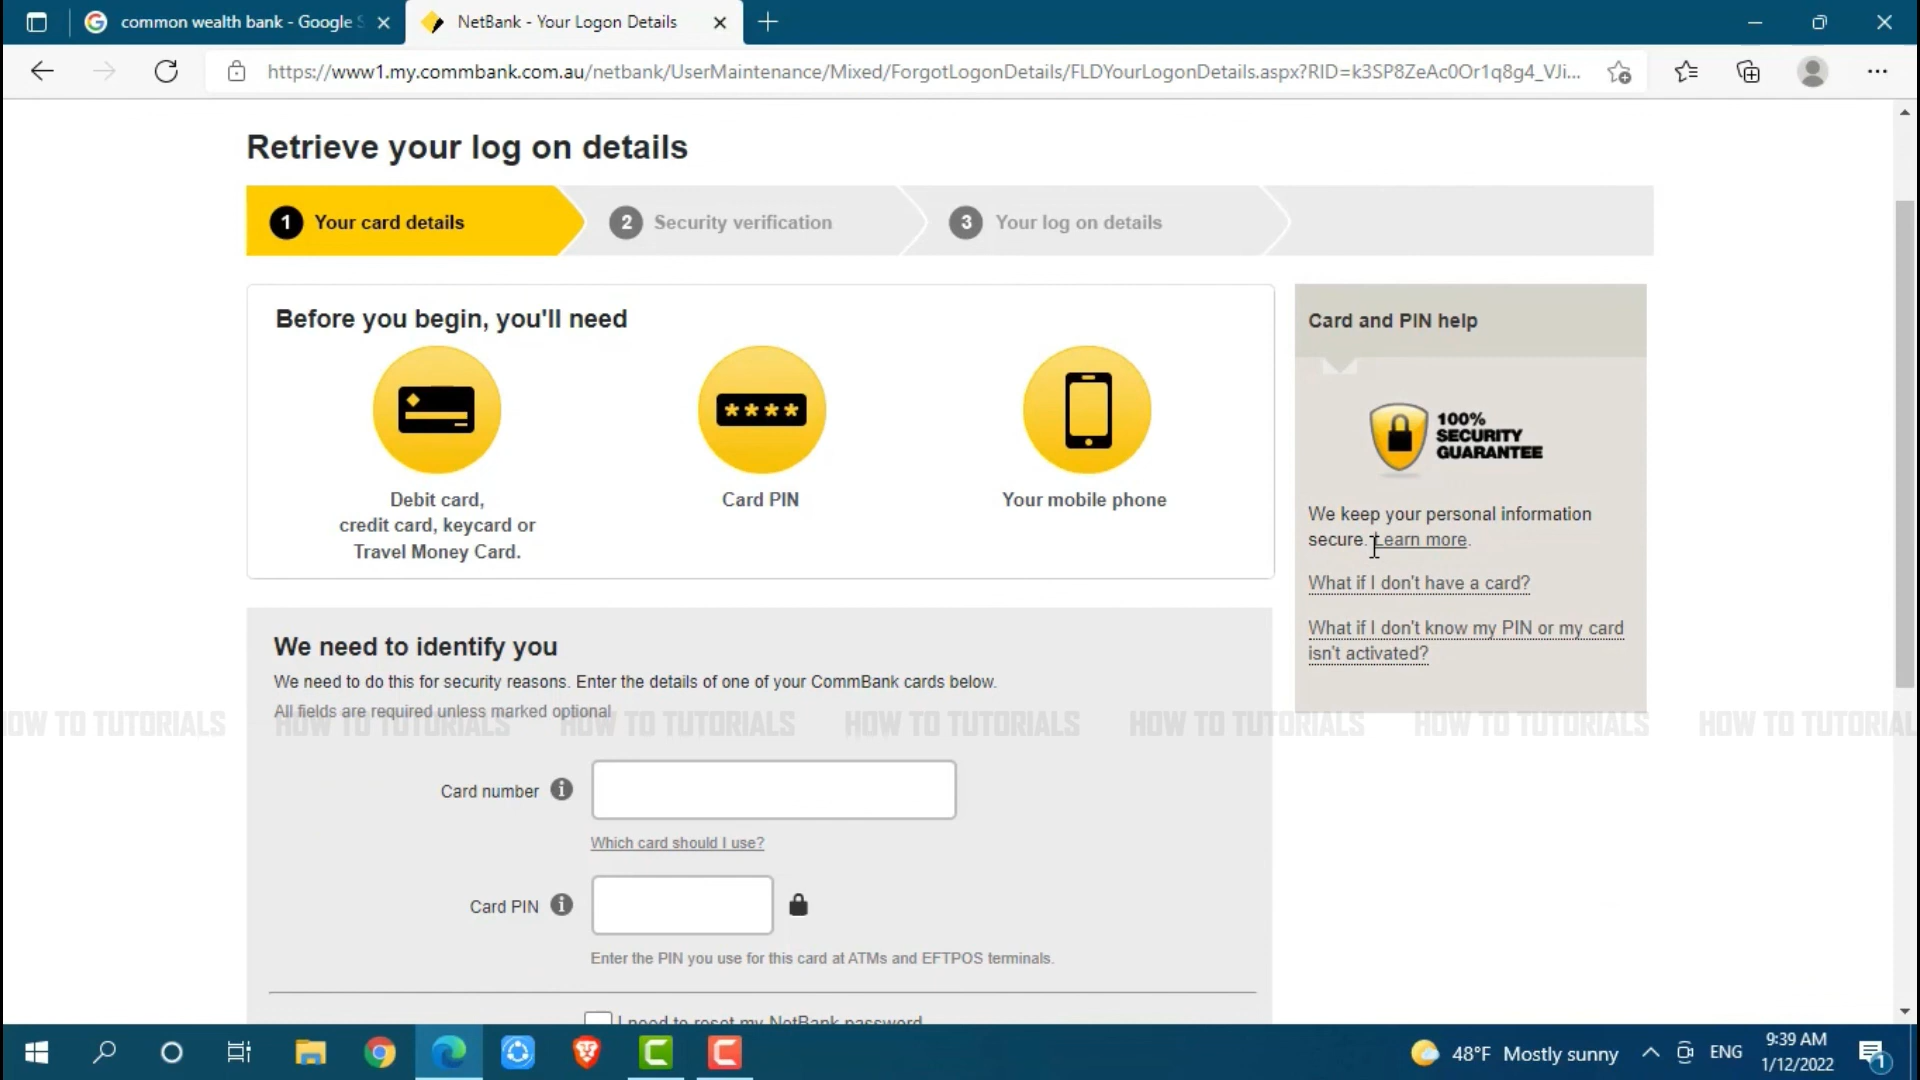 common wealth bank - Google S
NetBank - Your Logon Details
https://www1.my.commbank.com.au/netbank/UserMaintenance/Mixed/ForgotLogonDetails/FLDYourLogonDetails.aspx?RID=k3SP8ZeAc0Or1q8g4_VJi...
Retrieve your log on details
1 Your card details
2 Security verification
3 Your log on details
Before you begin, you'll need
Debit card,
credit card, keycard or
Travel Money Card.
****
Card PIN
Your mobile phone
Card and PIN help
100%
SECURITY
GUARANTEE
We keep your personal information
secure. Learn more.
What if I don't have a card?
What if I don't know my PIN or my card
isn't activated?
We need to identify you
We need to do this for security reasons. Enter the details of one of your CommBank cards below.
All fields are required unless marked optional
OW TO TUTORIALS HOW TO TUTORIALS HOW TO TUTORIALS HOW TO TUTORIALS HOW TO TUTORIALS HOW TO TUTORIALS HOW TO TUTORIAL
Card number
Which card should I use?
Card PIN
Enter the PIN you use for this card at ATMs and EFTPOS terminals.
I need to reset my NetBank password
48°F Mostly sunny
ENG
9:39 AM
1/12/2022
1